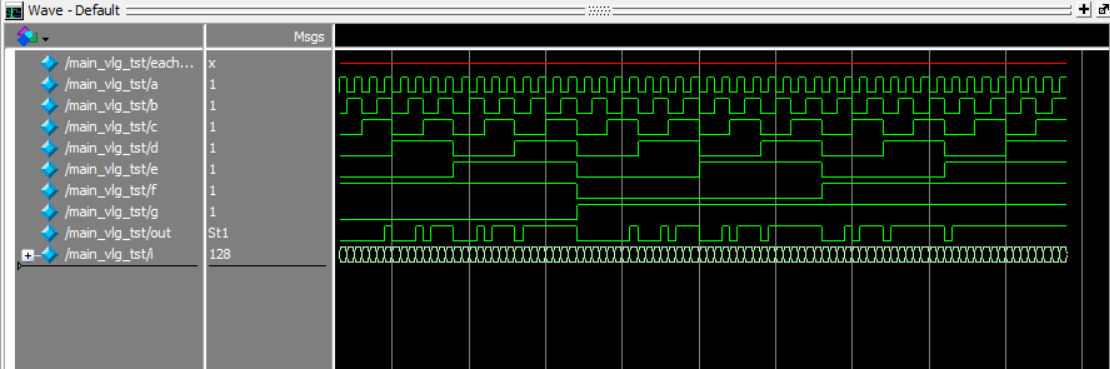 Wave - Default
Msgs
/main_vlg_tst/each... x
/main_vlg_tst/a 1
/main_vlg_tst/b 1
/main_vlg_tst/c 1
/main_vlg_tst/d 1
/main_vlg_tst/e 1
/main_vlg_tst/f 1
/main_vlg_tst/g 1
/main_vlg_tst/out St1
/main_vlg_tst/i 128